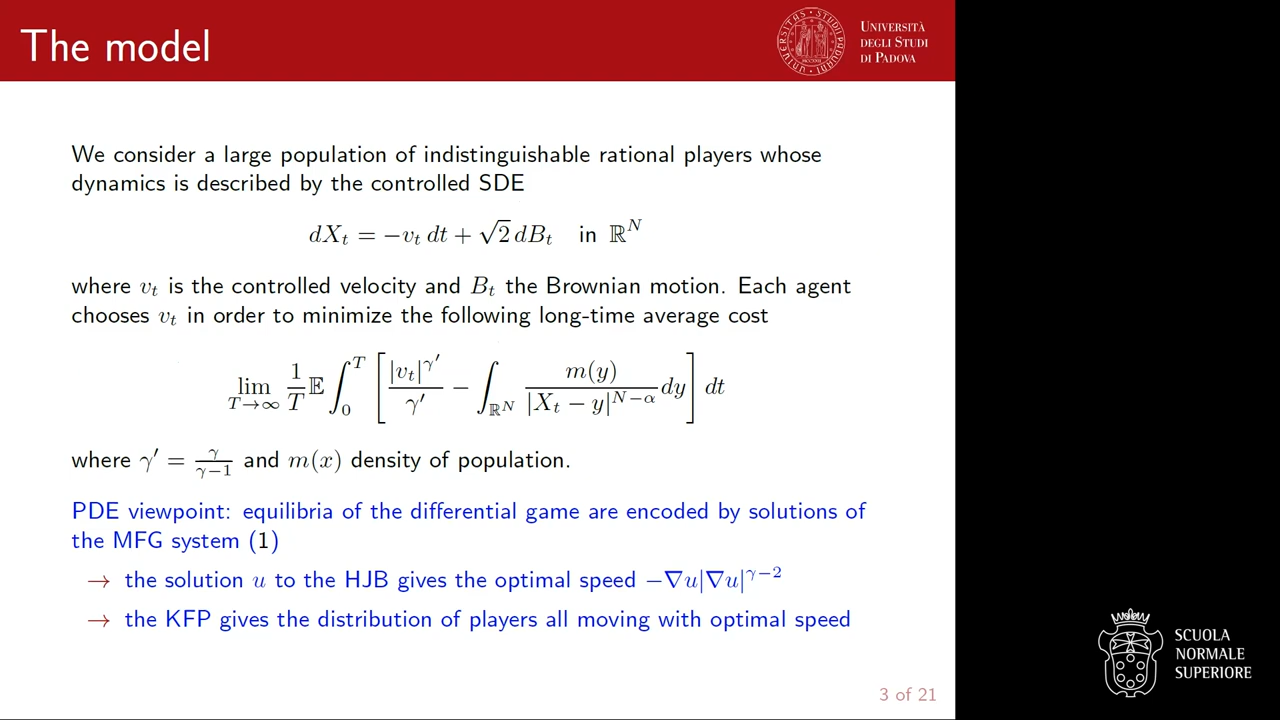 The model
UNIVERSITÀ
DEGLI STUDI
DI PADOVA
We consider a large population of indistinguishable rational players whose
dynamics is described by the controlled SDE
dX_t = −v_t dt + √2 dB_t in ℝ^N
where v_t is the controlled velocity and B_t the Brownian motion. Each agent
chooses v_t in order to minimize the following long-time average cost
lim_{T→∞} 1/T 𝔼 ∫_0^T [ |v_t|^{γ′}/γ′ − ∫_{ℝ^N} m(y)/|X_t − y|^{N−α} dy ] dt
where γ′ = γ/(γ−1) and m(x) density of population.
PDE viewpoint: equilibria of the differential game are encoded by solutions of
the MFG system (1)
→ the solution u to the HJB gives the optimal speed −∇u|∇u|^{γ−2}
→ the KFP gives the distribution of players all moving with optimal speed
3 of 21
SCUOLA
NORMALE
SUPERIORE